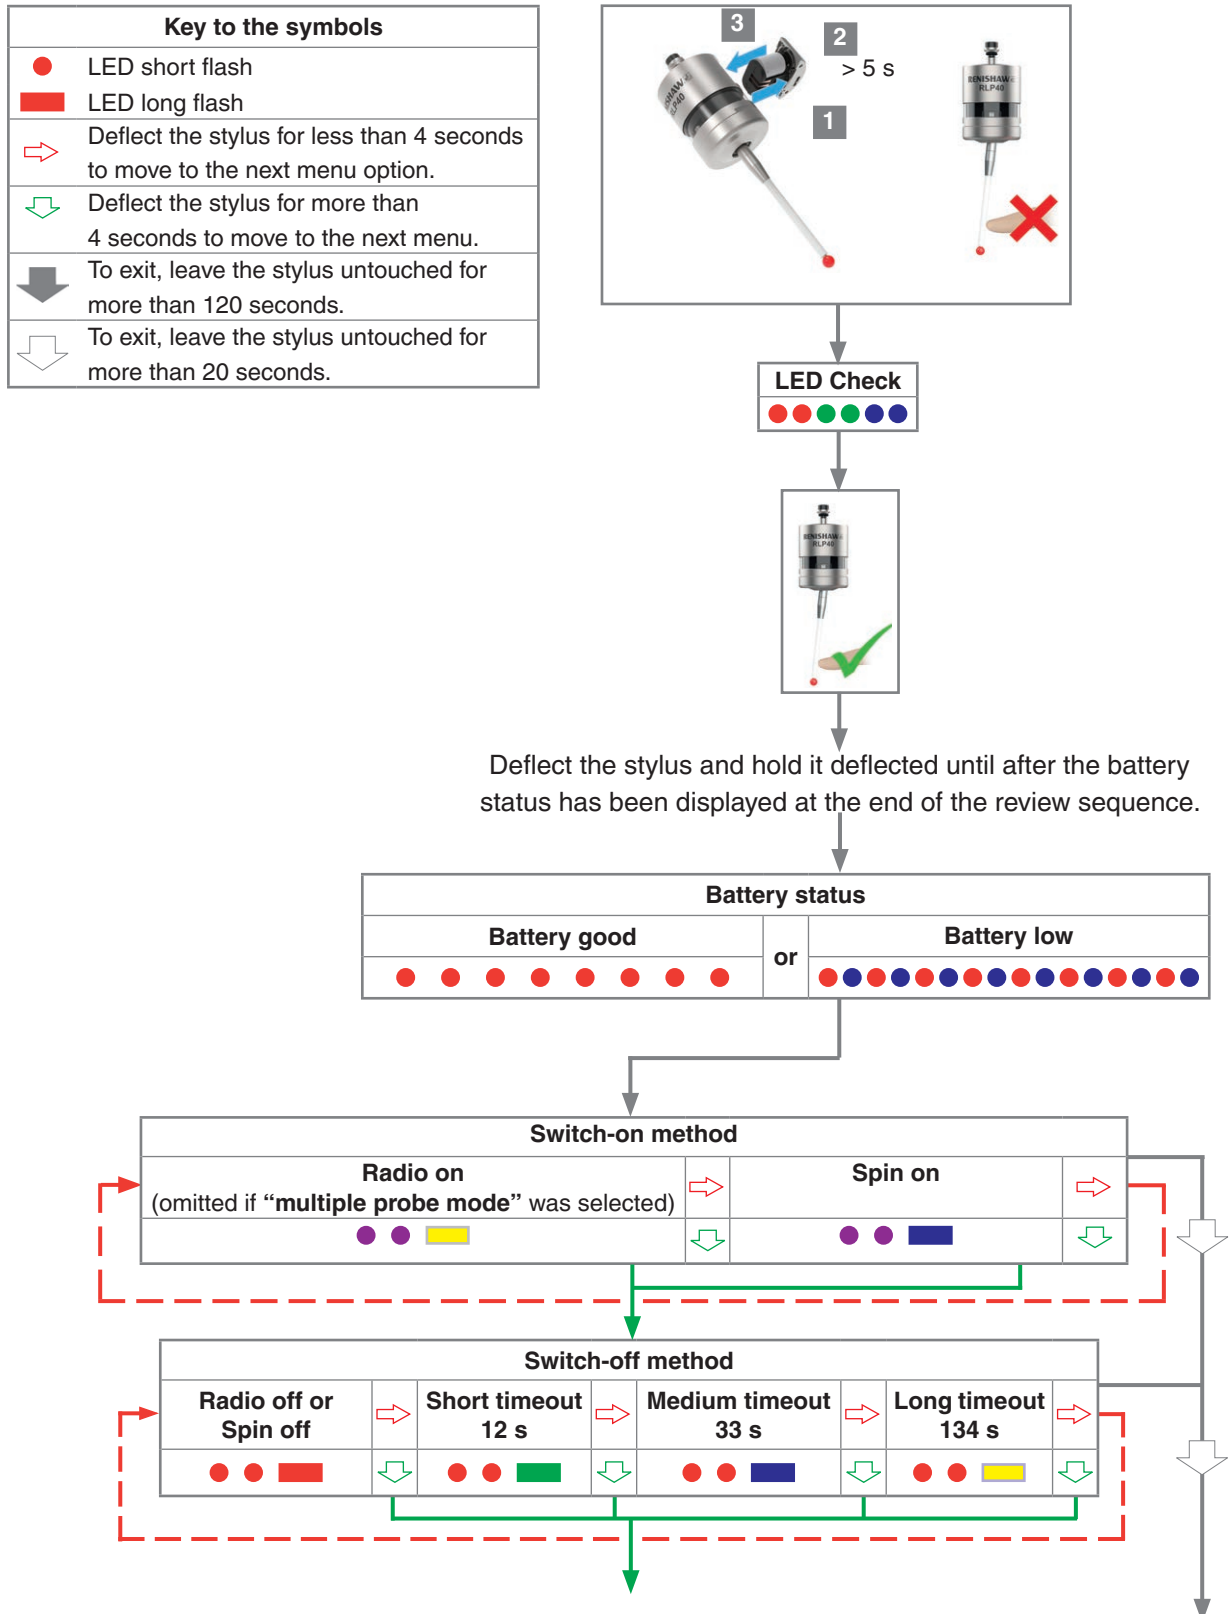 Key to the symbols
LED short flash
LED long flash
Deflect the stylus for less than 4 seconds
to move to the next menu option.
Deflect the stylus for more than
4 seconds to move to the next menu.
To exit, leave the stylus untouched for
more than 120 seconds.
To exit, leave the stylus untouched for
more than 20 seconds.
3
2
> 5 s
1
RENISHAW
RLP40
RENISHAW
RLP40
LED Check
RENISHAW
RLP40
Deflect the stylus and hold it deflected until after the battery
status has been displayed at the end of the review sequence.
Battery status
Battery good
or
Battery low
Switch-on method
Radio on
(omitted if “multiple probe mode” was selected)
Spin on
Switch-off method
Radio off or
Spin off
Short timeout
12 s
Medium timeout
33 s
Long timeout
134 s